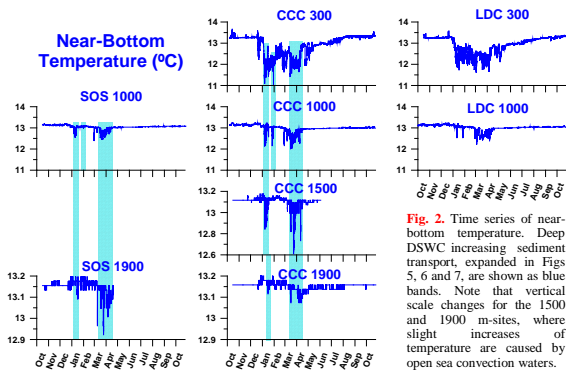 Near-Bottom
Temperature (ºC)
CCC 300
14
13
12
11
LDC 300
14
13
12
11
SOS 1000
14
13
12
11
CCC 1000
14
13
12
11
LDC 1000
14
13
12
11
Oct Nov Dec Jan Feb Mar Apr May Jun Jul Aug Sep Oct
CCC 1500
13.2
13
12.8
12.6
SOS 1900
13.2
13.1
13
12.9
Oct Nov Dec Jan Feb Mar Apr May Jun Jul Aug Sep Oct
CCC 1900
13.2
13.1
13
12.9
Oct Nov Dec Jan Feb Mar Apr May Jun Jul Aug Sep Oct
Fig. 2. Time series of near-
bottom temperature. Deep
DSWC increasing sediment
transport, expanded in Figs
5, 6 and 7, are shown as blue
bands. Note that vertical
scale changes for the 1500
and 1900 m-sites, where
slight increases of
temperature are caused by
open sea convection waters.